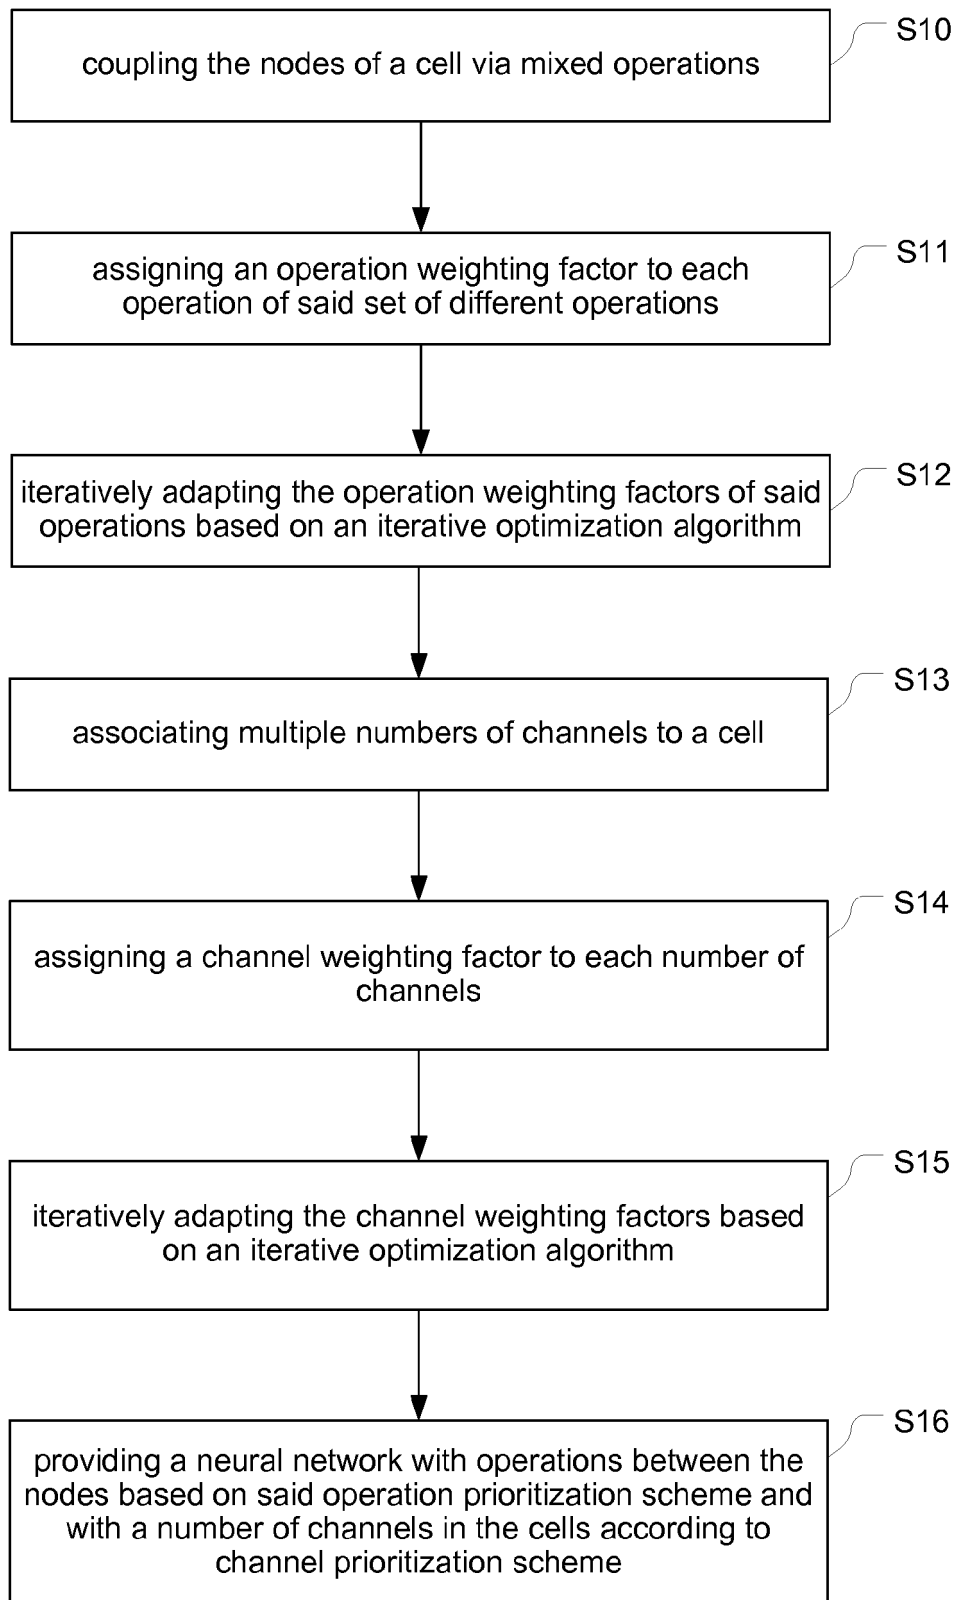 coupling the nodes of a cell via mixed operations
S10
assigning an operation weighting factor to each
operation of said set of different operations
S11
iteratively adapting the operation weighting factors of said
operations based on an iterative optimization algorithm
S12
associating multiple numbers of channels to a cell
S13
assigning a channel weighting factor to each number of
channels
S14
iteratively adapting the channel weighting factors based
on an iterative optimization algorithm
S15
providing a neural network with operations between the
nodes based on said operation prioritization scheme and
with a number of channels in the cells according to
channel prioritization scheme
S16